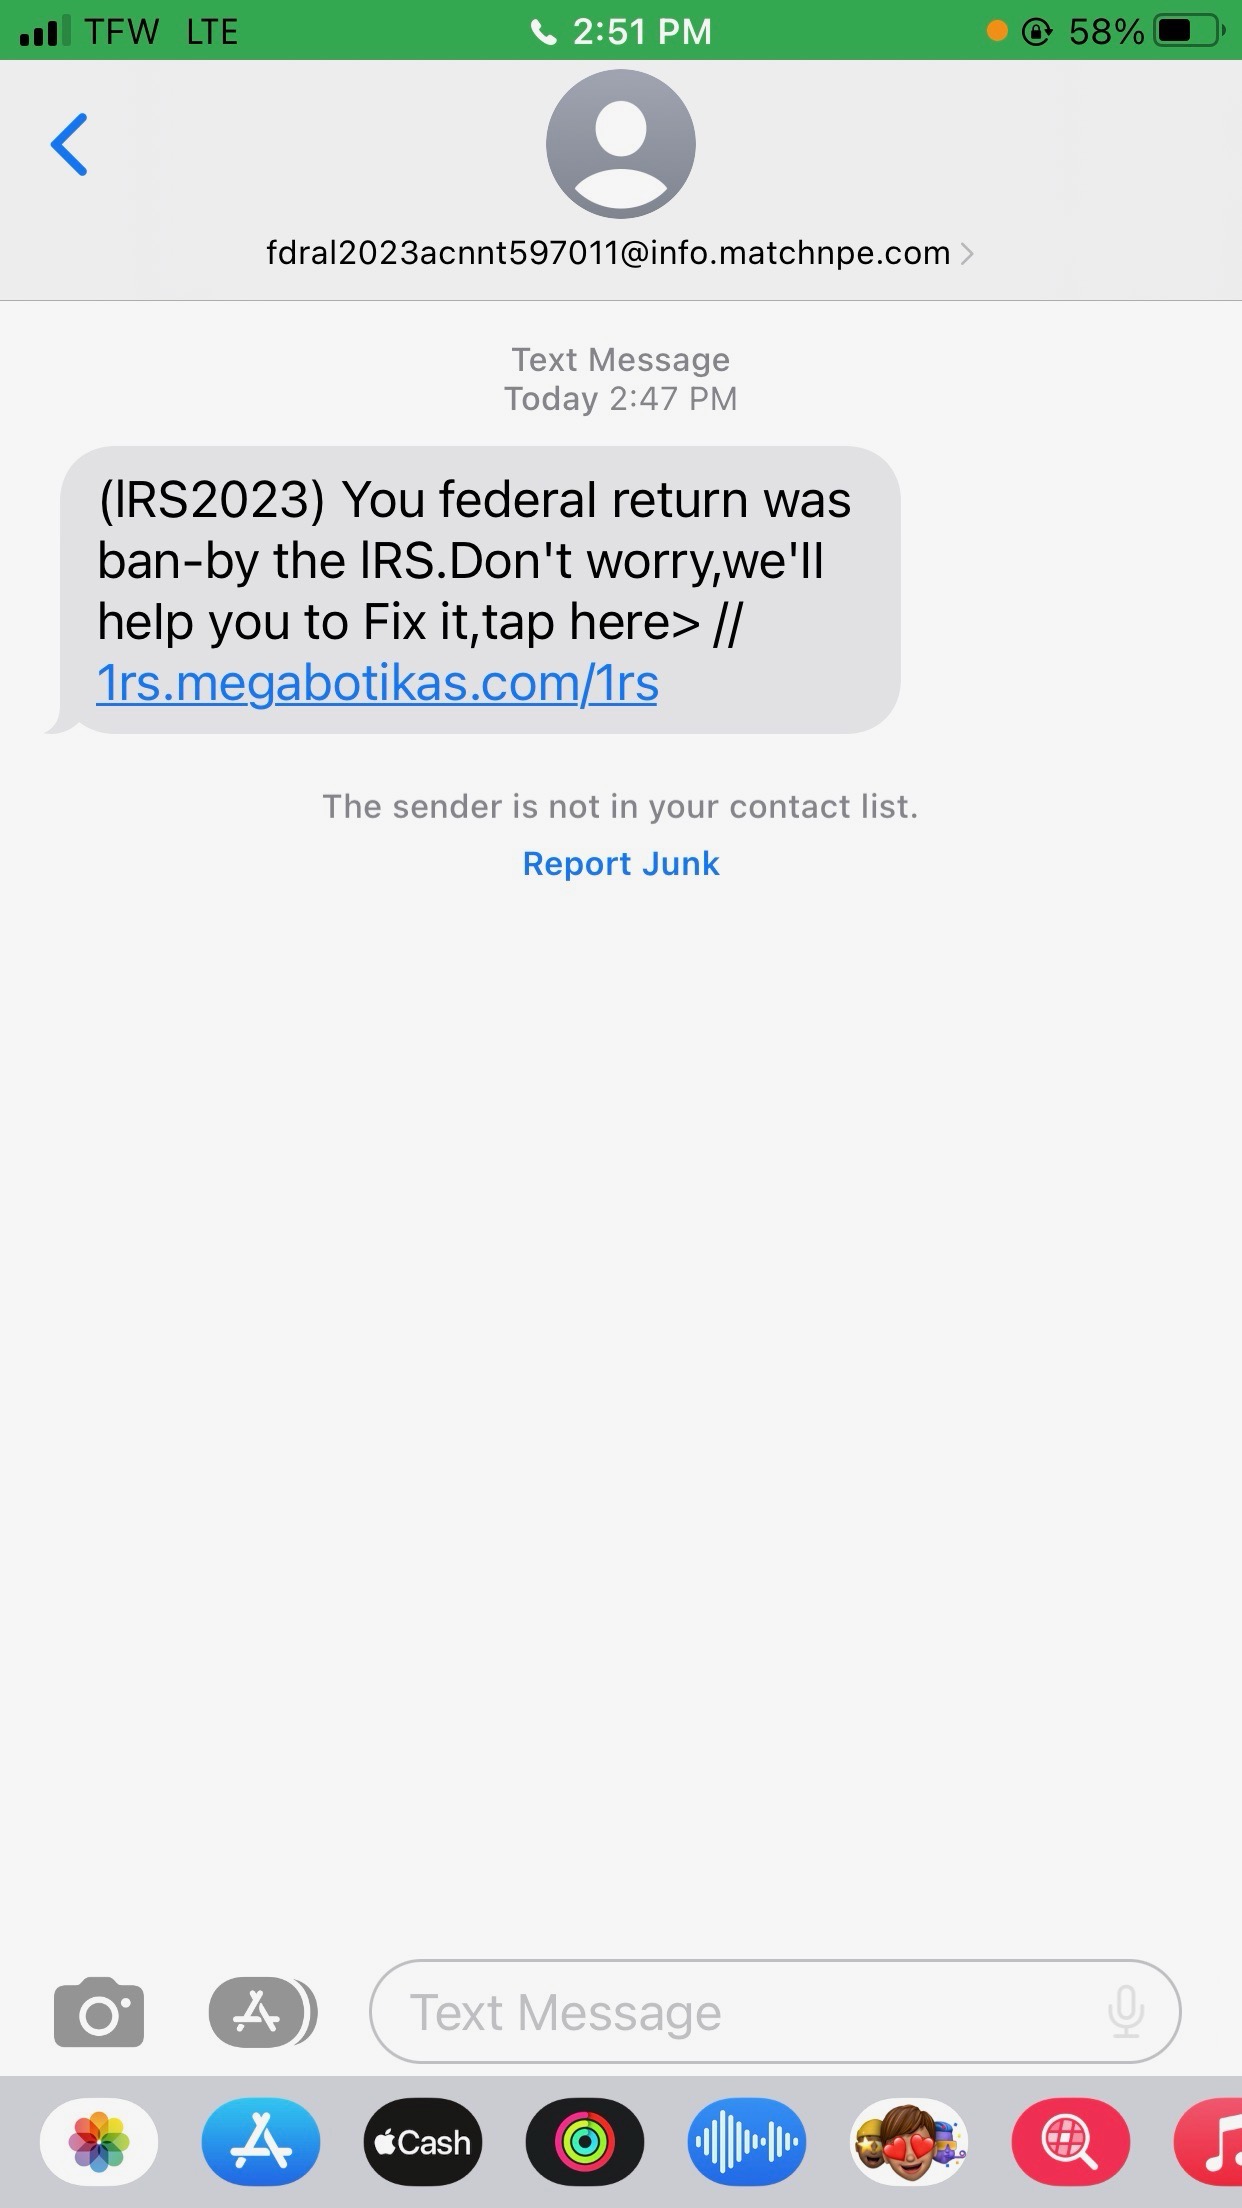 TFW LTE 2:51 PM 58%
fdral2023acnnt597011@info.matchnpe.com
Text Message
Today 2:47 PM
(lRS2023) You federal return was
ban-by the lRS.Don't worry,we'll
help you to Fix it,tap here> //
1rs.megabotikas.com/1rs
The sender is not in your contact list.
Report Junk
Text Message
Cash